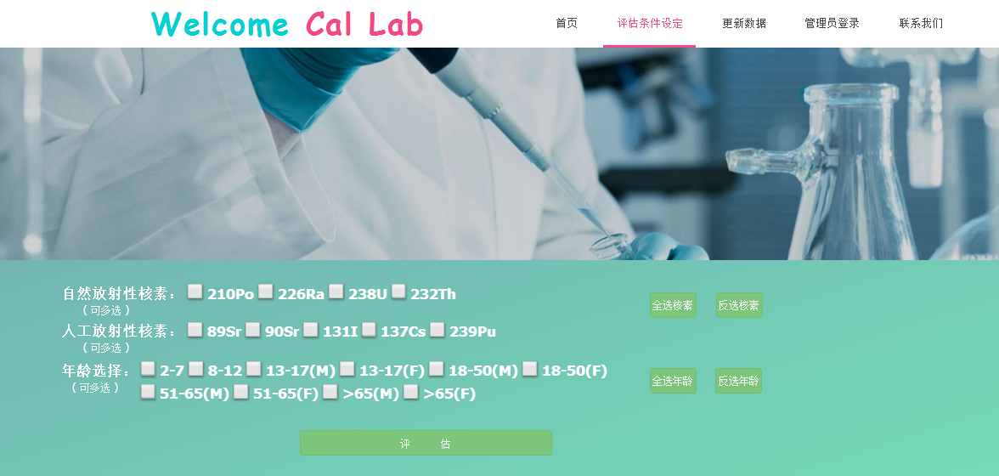 Welcome Cal Lab
首页 评估条件设定 更新数据 管理员登录 联系我们
自然放射性核素： 210Po 226Ra 238U 232Th
（可多选） 全选核素 反选核素
人工放射性核素： 89Sr 90Sr 131I 137Cs 239Pu
（可多选）
年龄选择： 2-7 8-12 13-17(M) 13-17(F) 18-50(M) 18-50(F)
（可多选） 全选年龄 反选年龄
51-65(M) 51-65(F) >65(M) >65(F)
评 估